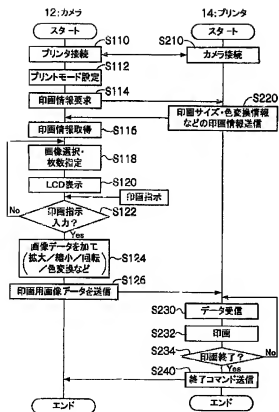 12:カメラ
14:プリンタ
スタート
スタート
S110
S210
プリンタ接続
カメラ接続
S112
プリントモード設定
S114
印画情報要求
S220
印画サイズ・色変換情報
などの印画情報送信
印画情報取得
S116
画像選択・
枚数指定
S118
LCD表示
S120
印画指示
印画指示
入力?
S122
No
Yes
画像データを加工
(拡大/縮小/回転
/色変換など)
S124
S126
印画用画像データを送信
S230
データ受信
S232
印画
S234
印画終了?
No
Yes
S240
終了コマンド送信
エンド
エンド